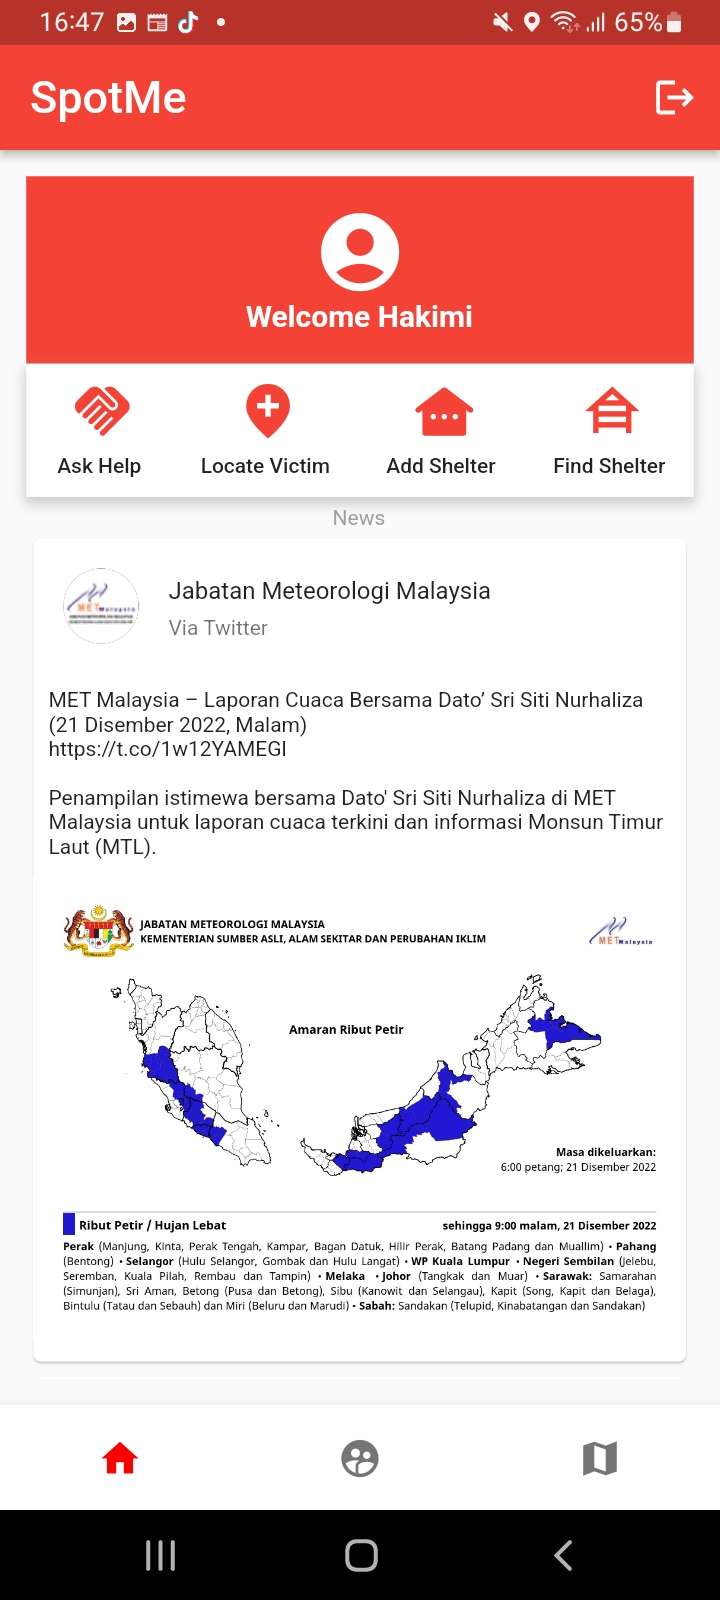 16:47
65%
SpotMe
Welcome Hakimi
Ask Help
Locate Victim
Add Shelter
Find Shelter
News
Jabatan Meteorologi Malaysia
Via Twitter
MET Malaysia – Laporan Cuaca Bersama Dato’ Sri Siti Nurhaliza
(21 Disember 2022, Malam)
https://t.co/1w12YAMEGI
Penampilan istimewa bersama Dato' Sri Siti Nurhaliza di MET
Malaysia untuk laporan cuaca terkini dan informasi Monsun Timur
Laut (MTL).
JABATAN METEOROLOGI MALAYSIA
KEMENTERIAN SUMBER ASLI, ALAM SEKITAR DAN PERUBAHAN IKLIM
MET Malaysia
Amaran Ribut Petir
Masa dikeluarkan:
6:00 petang; 21 Disember 2022
Ribut Petir / Hujan Lebat
sehingga 9:00 malam, 21 Disember 2022
Perak (Manjung, Kinta, Perak Tengah, Kampar, Bagan Datuk, Hilir Perak, Batang Padang dan Muallim) • Pahang
(Bentong) • Selangor (Hulu Selangor, Gombak dan Hulu Langat) • WP Kuala Lumpur • Negeri Sembilan (Jelebu,
Seremban, Kuala Pilah, Rembau dan Tampin) • Melaka • Johor (Tangkak dan Muar) • Sarawak: Samarahan
(Simunjan), Sri Aman, Betong (Pusa dan Betong), Sibu (Kanowit dan Selangau), Kapit (Song, Kapit dan Belaga),
Bintulu (Tatau dan Sebauh) dan Miri (Beluru dan Marudi) • Sabah: Sandakan (Telupid, Kinabatangan dan Sandakan)